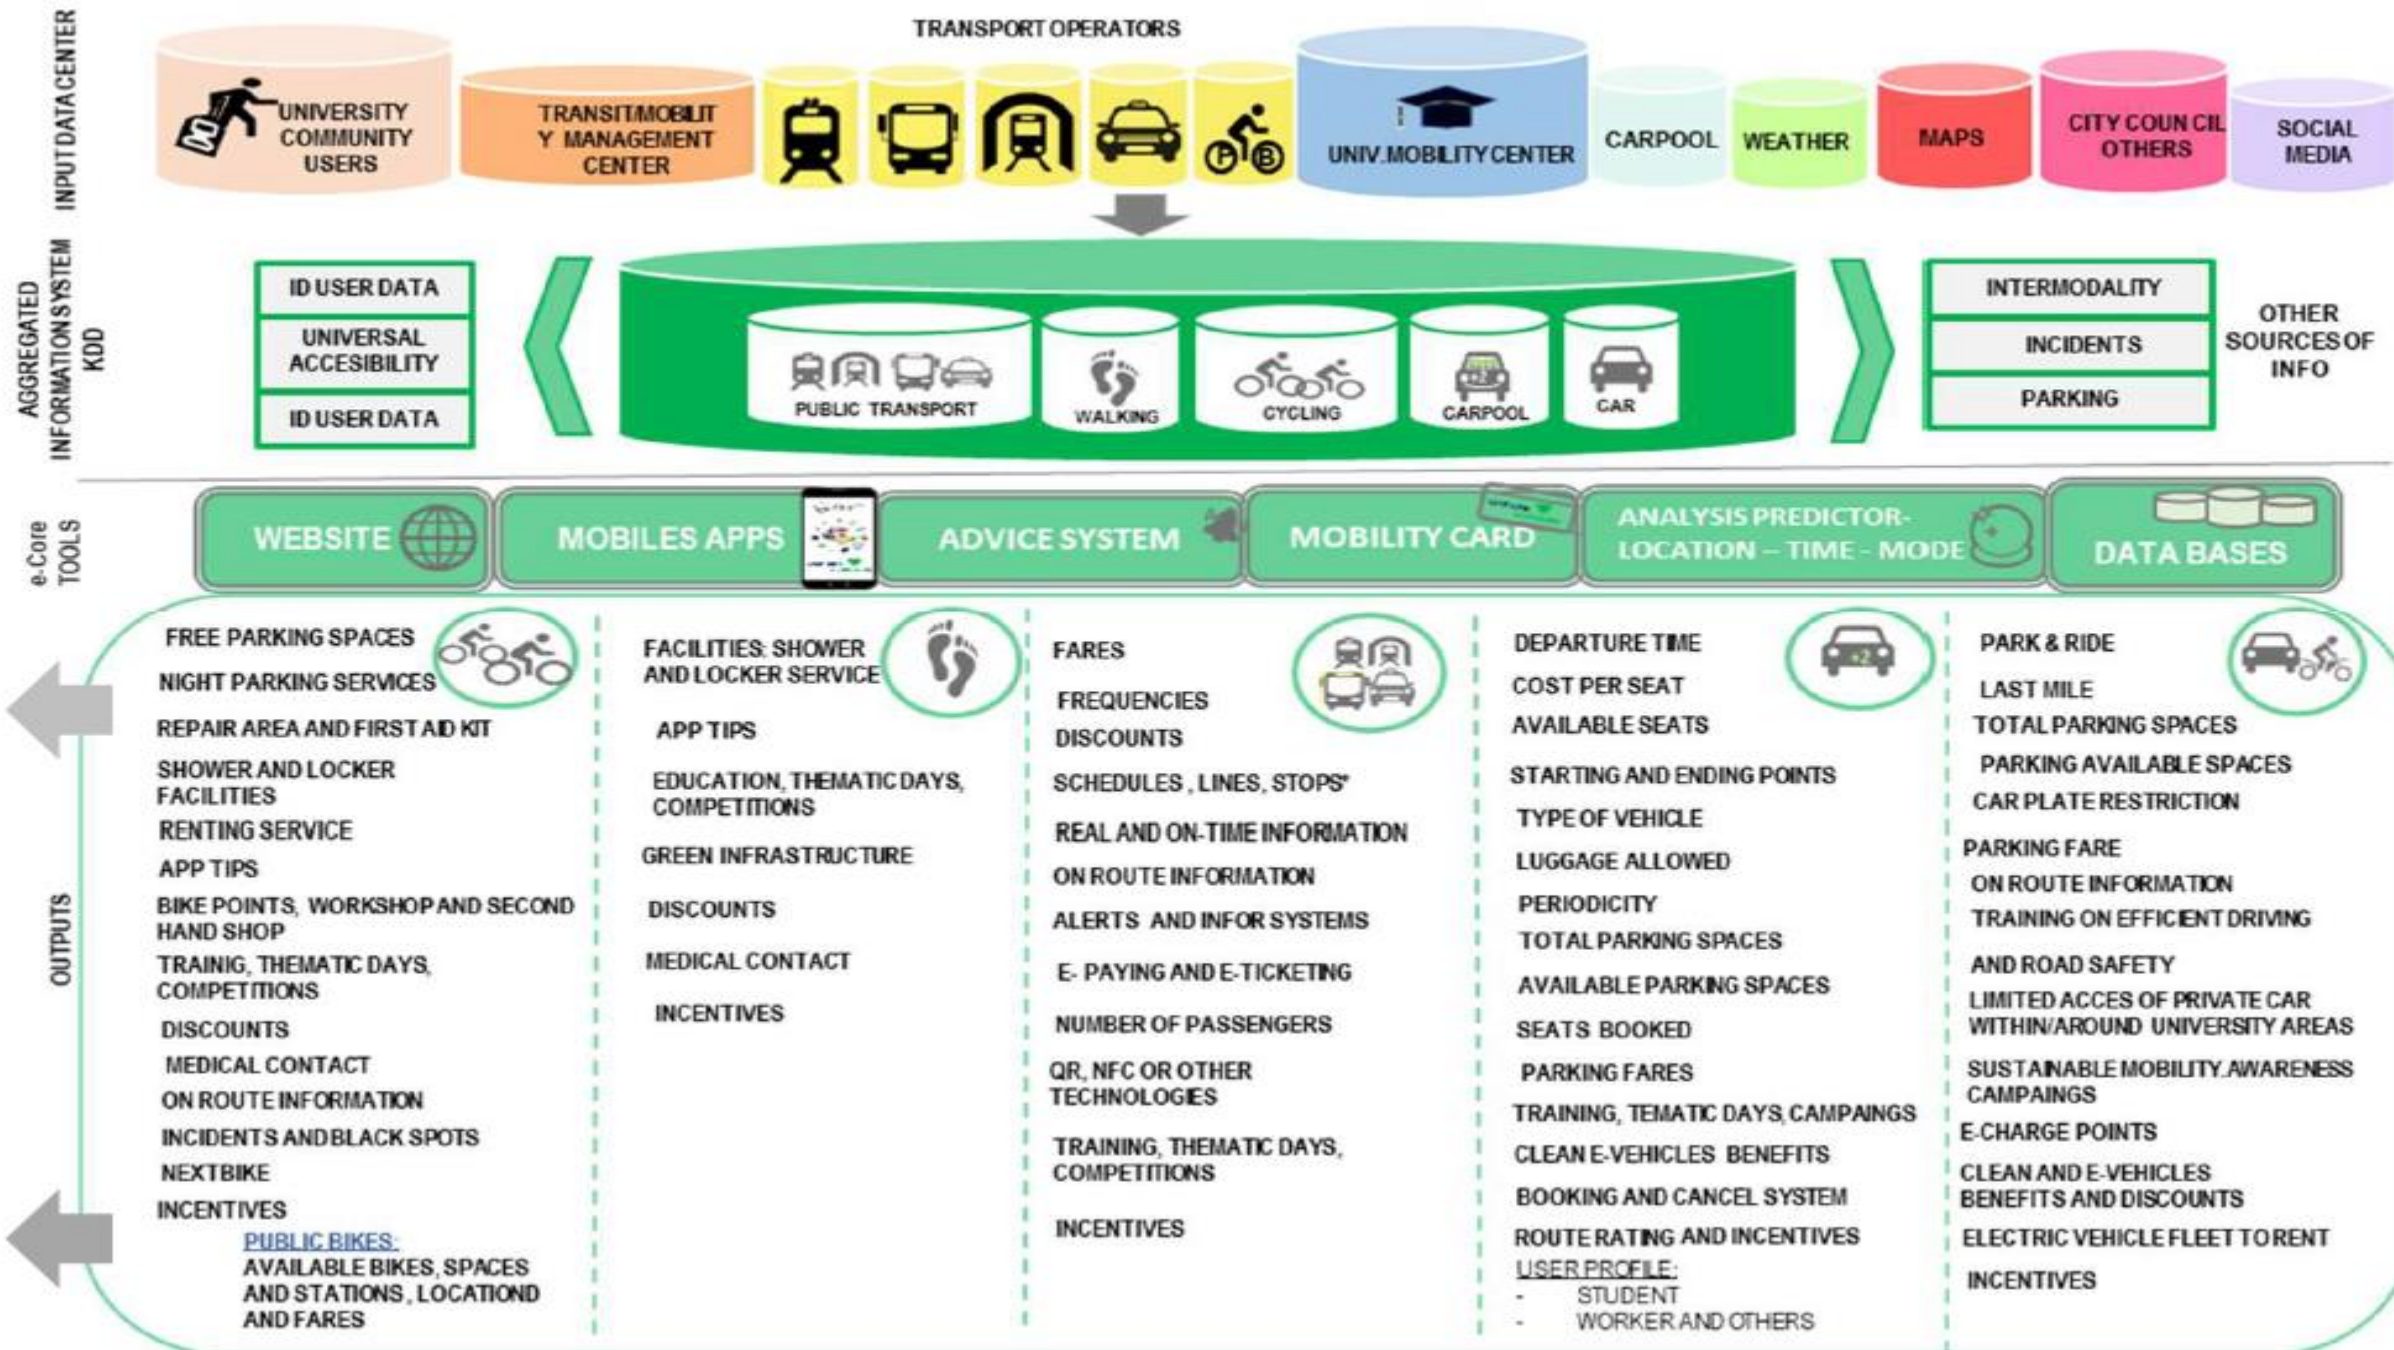 INPUT DATA CENTER
TRANSPORT OPERATORS
UNIVERSITY
COMMUNITY
USERS
TRANSIT/MOBILIT
Y MANAGEMENT
CENTER
UNIV.MOBILITY CENTER
CARPOOL
WEATHER
MAPS
CITY COUN CIL
OTHERS
SOCIAL
MEDIA
AGGREGATED
INFORMATION SYSTEM
KDD
ID USER DATA
UNIVERSAL
ACCESIBILITY
ID USER DATA
PUBLIC TRANSPORT
WALKING
CYCLING
CARPOOL
CAR
INTERMODALITY
INCIDENTS
PARKING
OTHER
SOURCES OF
INFO
e-Core
TOOLS
WEBSITE
MOBILES APPS
ADVICE SYSTEM
MOBILITY CARD
ANALYSIS PREDICTOR-
LOCATION – TIME - MODE
DATA BASES
OUTPUTS
FREE PARKING SPACES
NIGHT PARKING SERVICES
REPAIR AREA AND FIRST AID KIT
SHOWER AND LOCKER
FACILITIES
RENTING SERVICE
APP TIPS
BIKE POINTS, WORKSHOP AND SECOND
HAND SHOP
TRAINIG, THEMATIC DAYS,
COMPETITIONS
DISCOUNTS
MEDICAL CONTACT
ON ROUTE INFORMATION
INCIDENTS AND BLACK SPOTS
NEXTBIKE
INCENTIVES
PUBLIC BIKES:
AVAILABLE BIKES, SPACES
AND STATIONS, LOCATIOND
AND FARES
FACILITIES: SHOWER
AND LOCKER SERVICE
APP TIPS
EDUCATION, THEMATIC DAYS,
COMPETITIONS
GREEN INFRASTRUCTURE
DISCOUNTS
MEDICAL CONTACT
INCENTIVES
FARES
FREQUENCIES
DISCOUNTS
SCHEDULES , LINES, STOPS*
REAL AND ON-TIME INFORMATION
ON ROUTE INFORMATION
ALERTS AND INFOR SYSTEMS
E- PAYING AND E-TICKETING
NUMBER OF PASSENGERS
QR, NFC OR OTHER
TECHNOLOGIES
TRAINING, THEMATIC DAYS,
COMPETITIONS
INCENTIVES
+2
DEPARTURE TIME
COST PER SEAT
AVAILABLE SEATS
STARTING AND ENDING POINTS
TYPE OF VEHICLE
LUGGAGE ALLOWED
PERIODICITY
TOTAL PARKING SPACES
AVAILABLE PARKING SPACES
SEATS BOOKED
PARKING FARES
TRAINING, TEMATIC DAYS, CAMPAINGS
CLEAN E-VEHICLES BENEFITS
BOOKING AND CANCEL SYSTEM
ROUTE RATING AND INCENTIVES
USER PROFILE:
- STUDENT
- WORKER AND OTHERS
PARK & RIDE
LAST MILE
TOTAL PARKING SPACES
PARKING AVAILABLE SPACES
CAR PLATE RESTRICTION
PARKING FARE
ON ROUTE INFORMATION
TRAINING ON EFFICIENT DRIVING
AND ROAD SAFETY
LIMITED ACCES OF PRIVATE CAR
WITHIN/AROUND UNIVERSITY AREAS
SUSTAINABLE MOBILITY.AWARENESS
CAMPAINGS
E-CHARGE POINTS
CLEAN AND E-VEHICLES
BENEFITS AND DISCOUNTS
ELECTRIC VEHICLE FLEET TO RENT
INCENTIVES